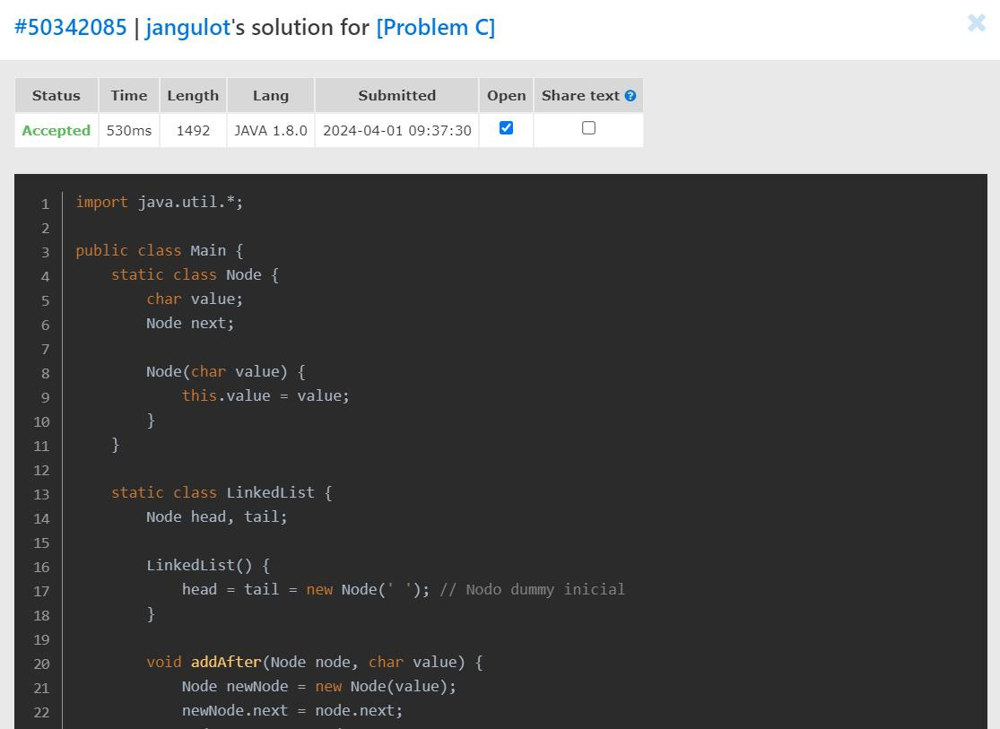 #50342085 | jangulot's solution for [Problem C]
Status Time Length Lang Submitted Open Share text
Accepted 530ms 1492 JAVA 1.8.0 2024-04-01 09:37:30
1 import java.util.*;
2
3 public class Main {
4     static class Node {
5         char value;
6         Node next;
7
8         Node(char value) {
9             this.value = value;
10         }
11     }
12
13     static class LinkedList {
14         Node head, tail;
15
16         LinkedList() {
17             head = tail = new Node(' '); // Nodo dummy inicial
18         }
19
20         void addAfter(Node node, char value) {
21             Node newNode = new Node(value);
22             newNode.next = node.next;